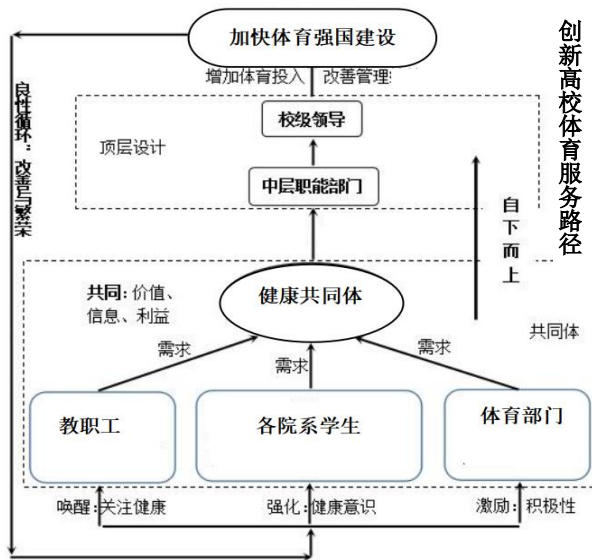 加快体育强国建设
创新高校体育服务路径
增加体育投入 改善管理:
良性循环：改善与繁荣
校级领导
顶层设计
中层职能部门
自下而上
共同:价值、
信息、利益
健康共同体
共同体
需求
需求
需求
教职工
各院系学生
体育部门
唤醒:关注健康
强化:健康意识
激励:积极性